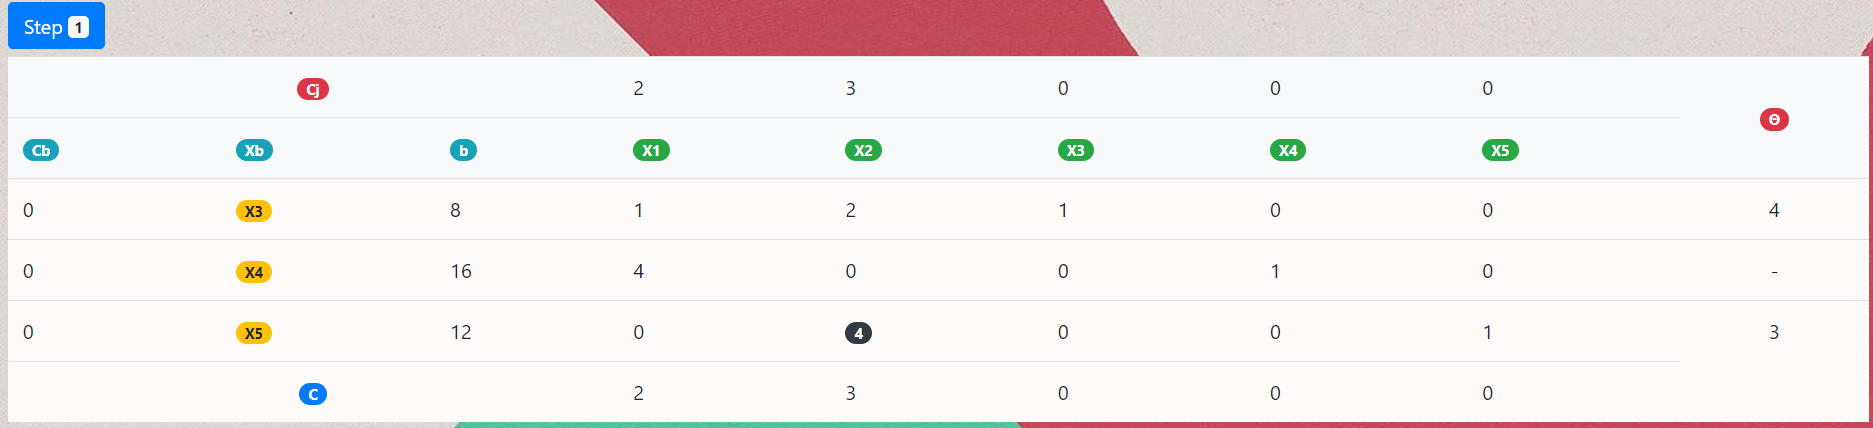 Step 1
Cj 2 3 0 0 0 Θ
Cb Xb b X1 X2 X3 X4 X5
0 X3 8 1 2 1 0 0 4
0 X4 16 4 0 0 1 0 -
0 X5 12 0 4 0 0 1 3
C 2 3 0 0 0